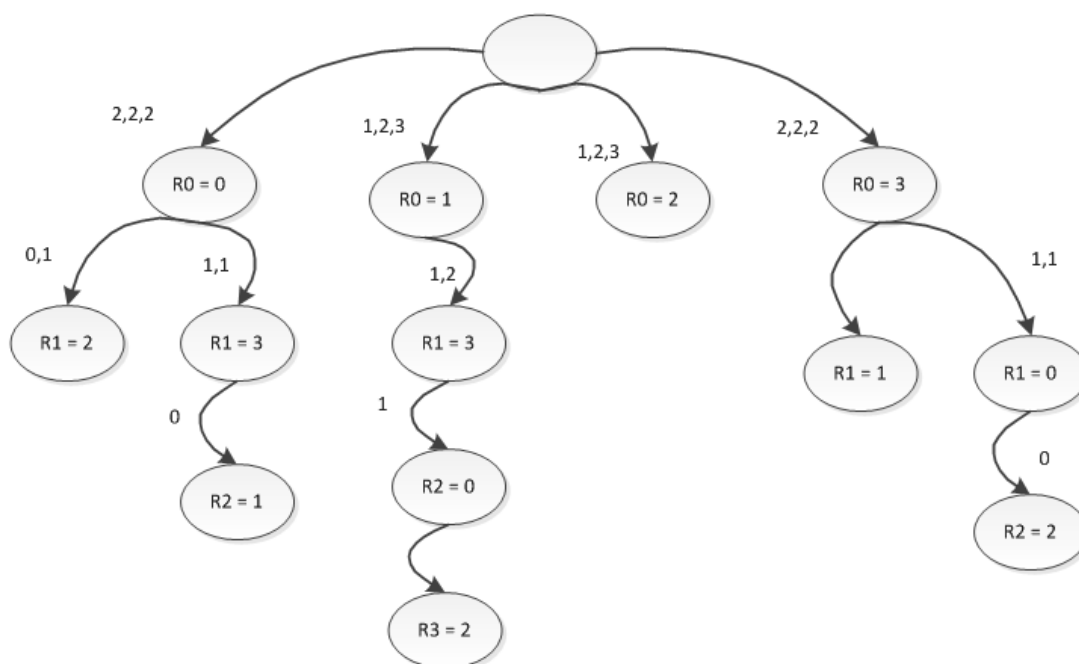 2,2,2
1,2,3
1,2,3
2,2,2
R0 = 0
R0 = 1
R0 = 2
R0 = 3
0,1
1,1
1,2
1,1
R1 = 2
R1 = 3
R1 = 3
R1 = 1
R1 = 0
0
1
0
R2 = 1
R2 = 0
R2 = 2
R3 = 2